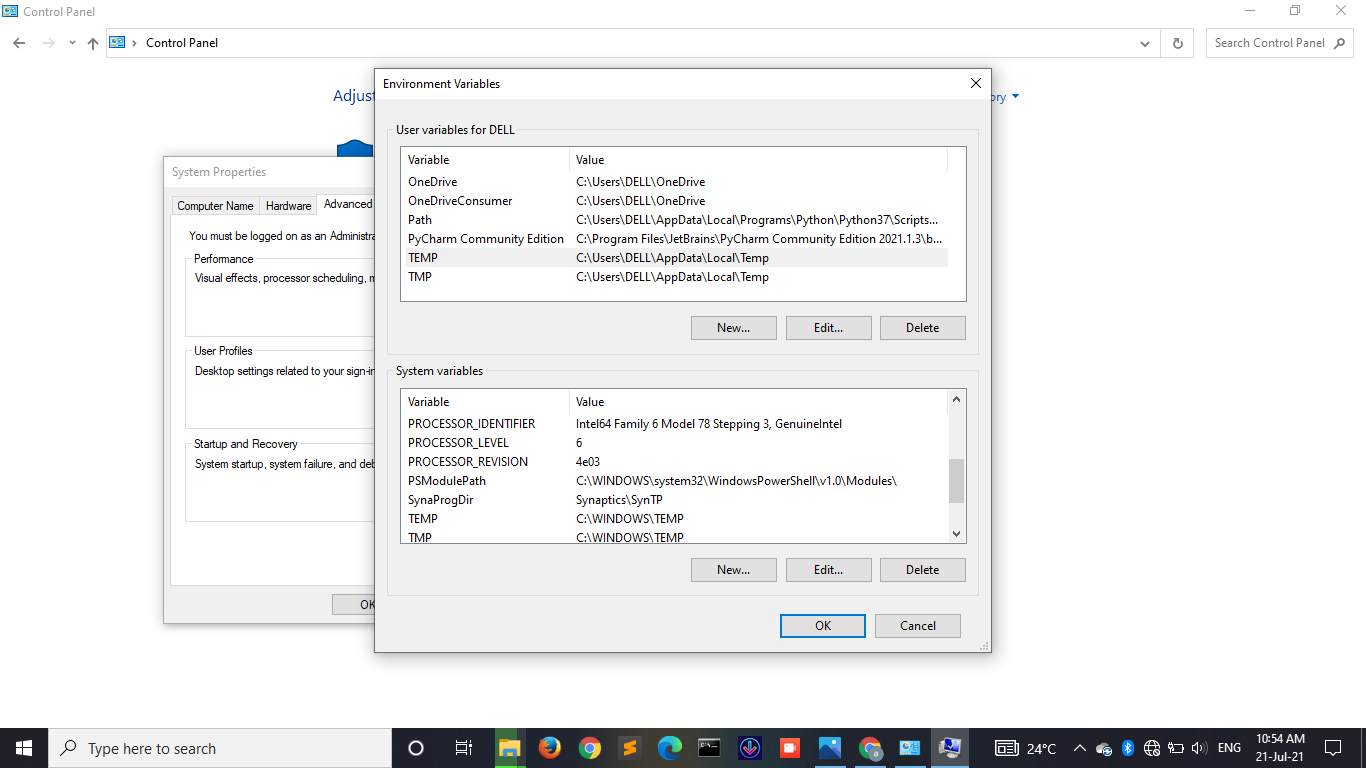 Control Panel
Control Panel
Search Control Panel
Adjust
ory
Environment Variables
User variables for DELL
Variable Value
OneDrive C:\Users\DELL\OneDrive
OneDriveConsumer C:\Users\DELL\OneDrive
Path C:\Users\DELL\AppData\Local\Programs\Python\Python37\Scripts...
PyCharm Community Edition C:\Program Files\JetBrains\PyCharm Community Edition 2021.1.3\b...
TEMP C:\Users\DELL\AppData\Local\Temp
TMP C:\Users\DELL\AppData\Local\Temp
New... Edit... Delete
System variables
Variable Value
PROCESSOR_IDENTIFIER Intel64 Family 6 Model 78 Stepping 3, GenuineIntel
PROCESSOR_LEVEL 6
PROCESSOR_REVISION 4e03
PSModulePath C:\WINDOWS\system32\WindowsPowerShell\v1.0\Modules\
SynaProgDir Synaptics\SynTP
TEMP C:\WINDOWS\TEMP
TMP C:\WINDOWS\TEMP
New... Edit... Delete
OK Cancel
System Properties
Computer Name Hardware Advanced
You must be logged on as an Administra
Performance
Visual effects, processor scheduling, m
User Profiles
Desktop settings related to your sign-in
Startup and Recovery
System startup, system failure, and deb
OK
Type here to search
24°C
ENG
10:54 AM
21-Jul-21